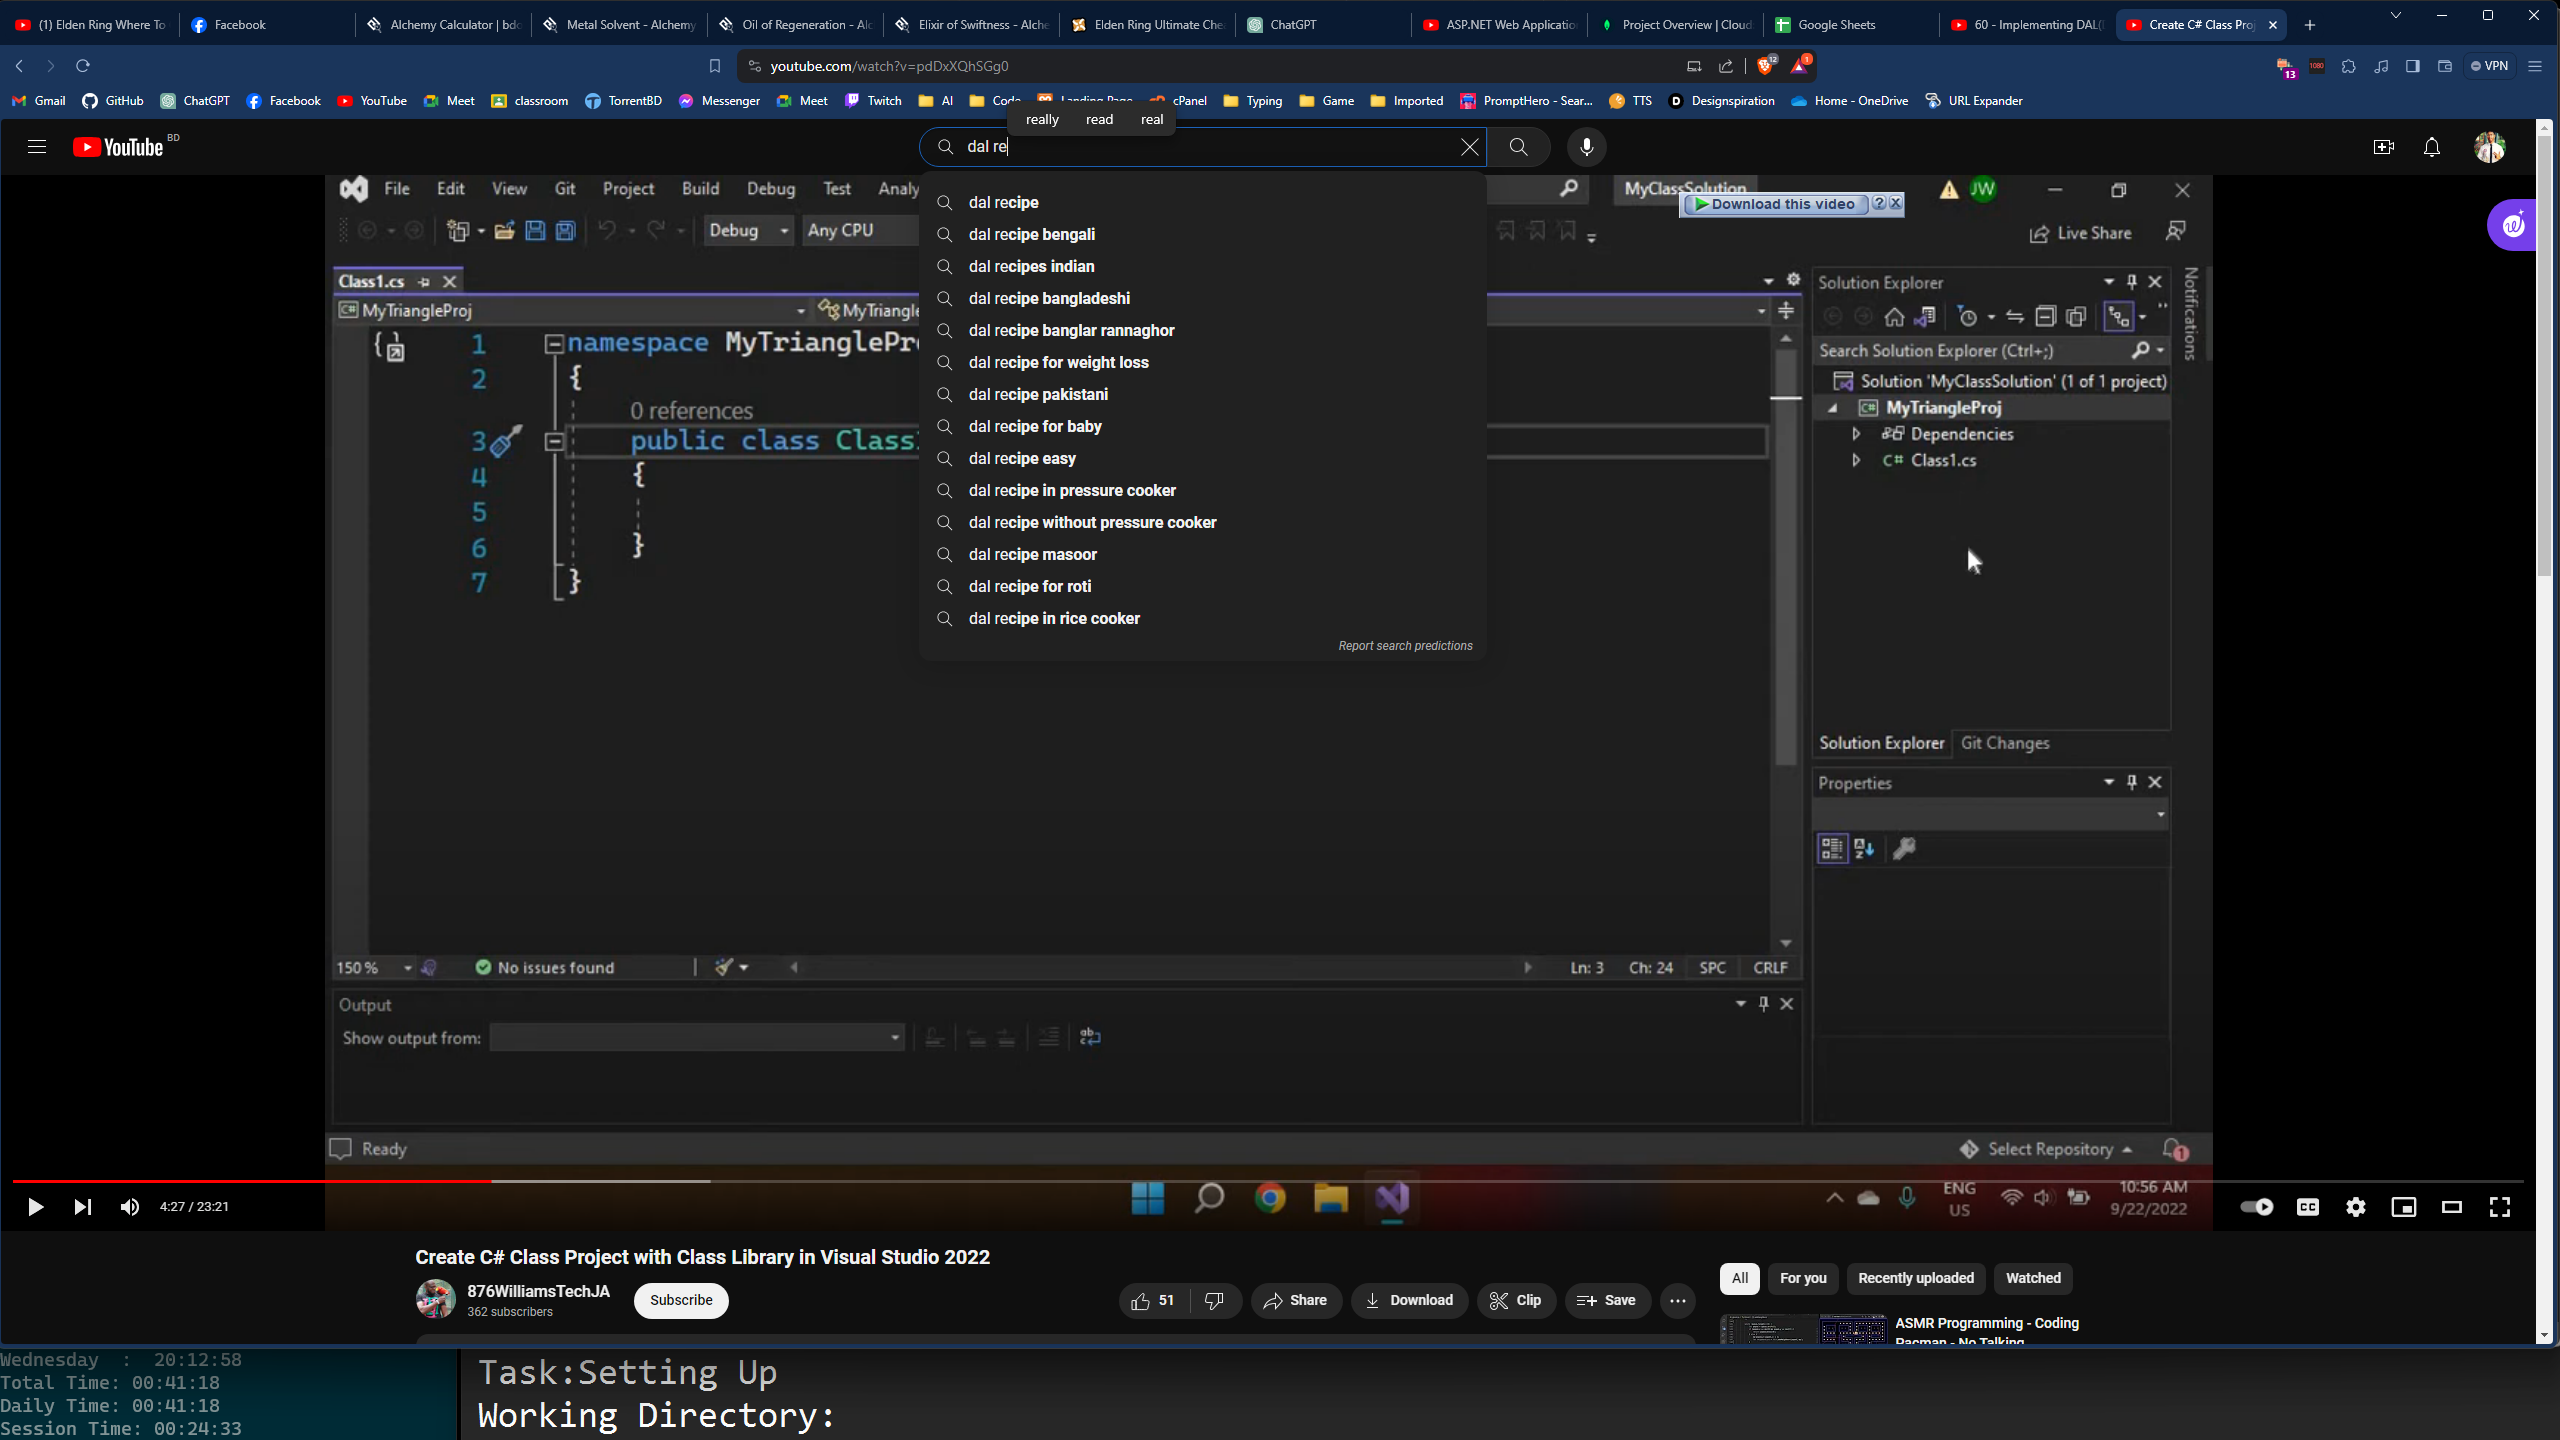 (1) Elden Ring Where To
Facebook
Alchemy Calculator | bdo
Metal Solvent - Alchemy
Oil of Regeneration - Alc
Elixir of Swiftness - Alche
Elden Ring Ultimate Che
ChatGPT
ASP.NET Web Application
Project Overview | Cloud
Google Sheets
60 - Implementing DAL(
Create C# Class Proj
youtube.com/watch?v=pdDxXQhSGg0
12
1
13
1080
VPN
Gmail
GitHub
ChatGPT
Facebook
YouTube
Meet
classroom
TorrentBD
Messenger
Meet
Twitch
AI
Code
Landing Page
cPanel
Typing
Game
Imported
PromptHero - Sear...
TTS
Designspiration
Home - OneDrive
URL Expander
really read real
YouTube BD
dal re
dal recipe
dal recipe bengali
dal recipes indian
dal recipe bangladeshi
dal recipe banglar rannaghor
dal recipe for weight loss
dal recipe pakistani
dal recipe for baby
dal recipe easy
dal recipe in pressure cooker
dal recipe without pressure cooker
dal recipe masoor
dal recipe for roti
dal recipe in rice cooker
Report search predictions
File Edit View Git Project Build Debug Test Analy
MyClassSolution
Download this video
JW
Debug
Any CPU
Live Share
Class1.cs
MyTriangleProj
MyTriangle
1 namespace MyTrianglePr
2 {
0 references
3 public class Class
4 {
5
6 }
7 }
Solution Explorer
Search Solution Explorer (Ctrl+;)
Solution 'MyClassSolution' (1 of 1 project)
MyTriangleProj
Dependencies
C# Class1.cs
Notifications
Solution Explorer Git Changes
Properties
150 %
No issues found
Ln: 3 Ch: 24 SPC CRLF
Output
Show output from:
Ready
Select Repository
1
4:27 / 23:21
ENG
US
10:56 AM
9/22/2022
CC
Create C# Class Project with Class Library in Visual Studio 2022
876WilliamsTechJA
362 subscribers
Subscribe
51
Share
Download
Clip
Save
All
For you
Recently uploaded
Watched
ASMR Programming - Coding
Pacman - No Talking
Wednesday : 20:12:58
Total Time: 00:41:18
Daily Time: 00:41:18
Session Time: 00:24:33
Task:Setting Up
Working Directory: